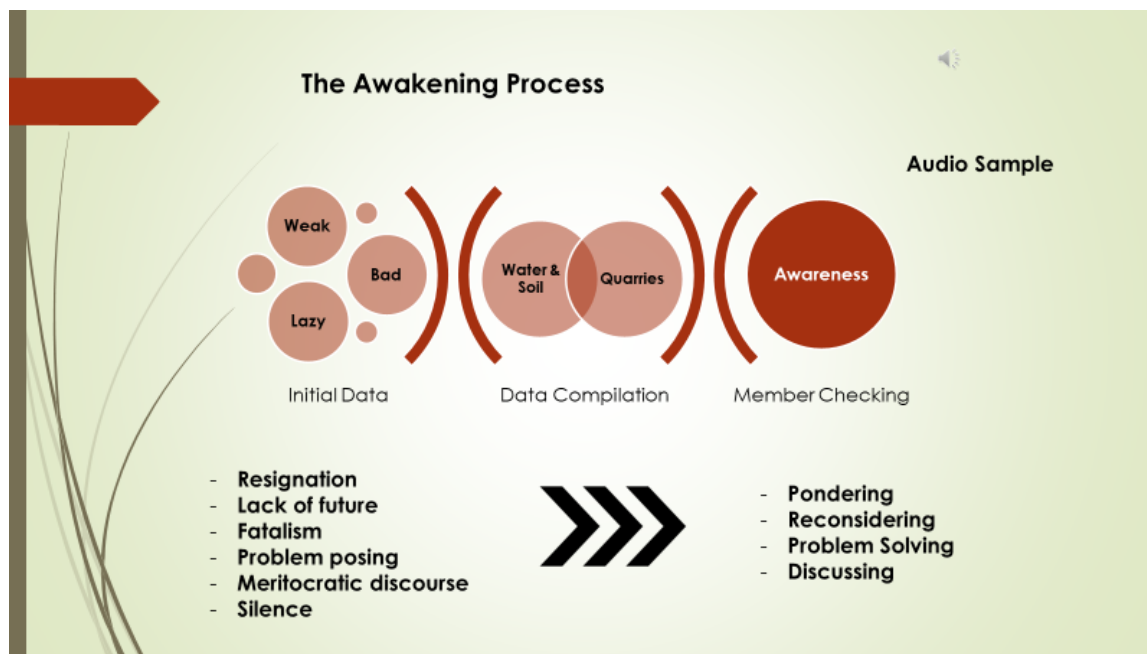 The Awakening Process
Audio Sample
Weak
Bad
Lazy
Water &
Soil
Quarries
Awareness
Initial Data
Data Compilation
Member Checking
- Resignation
- Lack of future
- Fatalism
- Problem posing
- Meritocratic discourse
- Silence
- Pondering
- Reconsidering
- Problem Solving
- Discussing